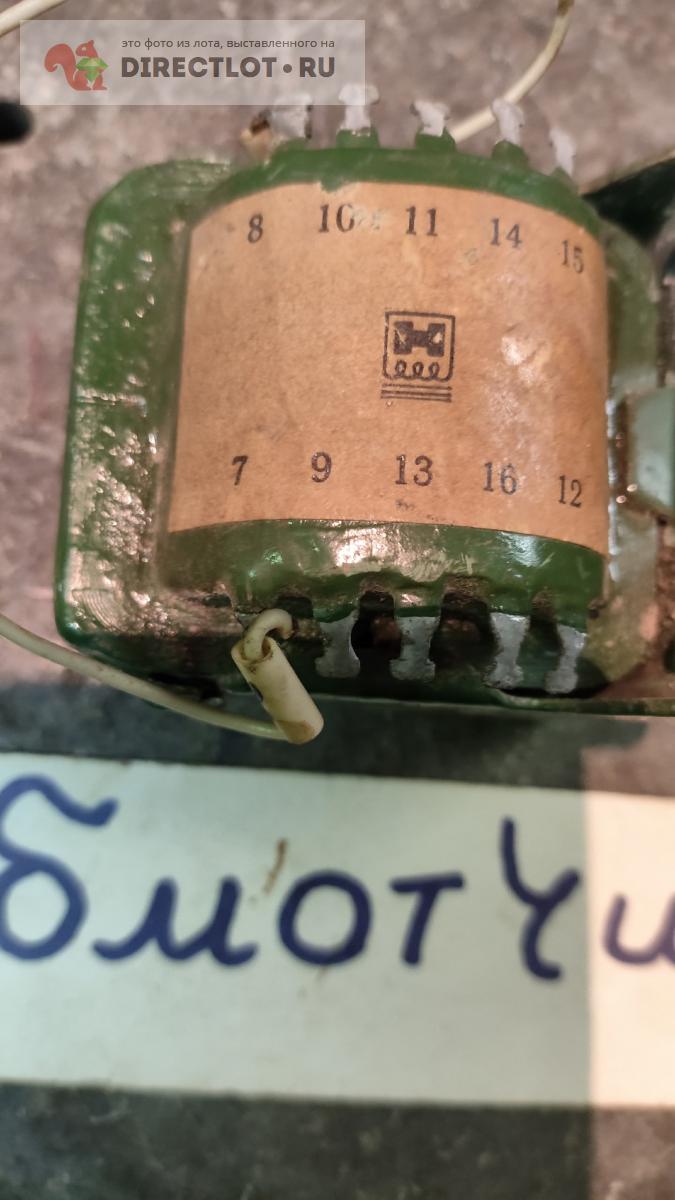 это фото из лота, выставленного на
DIRECTLOT.RU
8 10 11 14 15
7 9 13 16 12
бмотчи